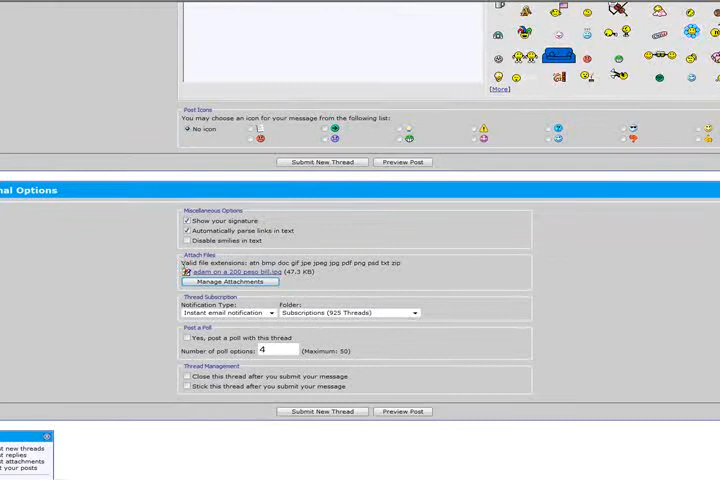 [More]
Post Icons
You may choose an icon for your message from the following list:
No icon
Submit New Thread Preview Post
nal Options
Miscellaneous Options
Show your signature
Automatically parse links in text
Disable smilies in text
Attach Files
Valid file extensions: atn bmp doc gif jpe jpeg jpg pdf png psd txt zip
adam on a 200 peso bill.jpg (47.3 KB)
Manage Attachments
Thread Subscription
Notification Type: Folder:
Instant email notification Subscriptions (925 Threads)
Post a Poll
Yes, post a poll with this thread
Number of poll options: 4 (Maximum: 50)
Thread Management
Close this thread after you submit your message
Stick this thread after you submit your message
Submit New Thread Preview Post
st new threads
st replies
st attachments
t your posts